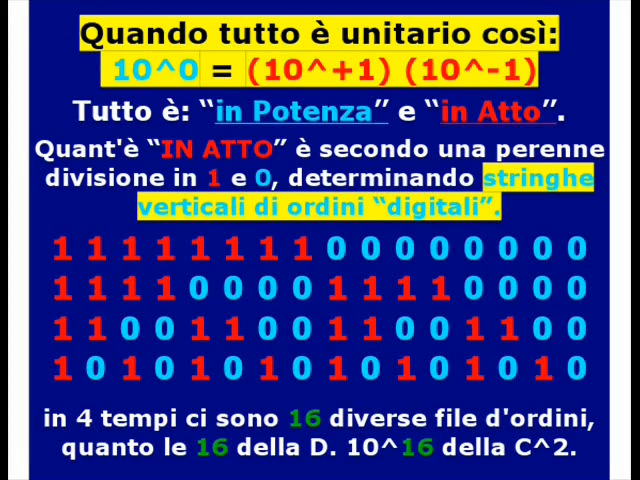 Quando tutto è unitario così:
10^0 = (10^+1) (10^-1)
Tutto è: “in Potenza” e “in Atto”.
Quant'è “IN ATTO” è secondo una perenne
divisione in 1 e 0, determinando stringhe
verticali di ordini “digitali”.
1 1 1 1 1 1 1 1 0 0 0 0 0 0 0 0
1 1 1 1 0 0 0 0 1 1 1 1 0 0 0 0
1 1 0 0 1 1 0 0 1 1 0 0 1 1 0 0
1 0 1 0 1 0 1 0 1 0 1 0 1 0 1 0
in 4 tempi ci sono 16 diverse file d'ordini,
quanto le 16 della D. 10^16 della C^2.